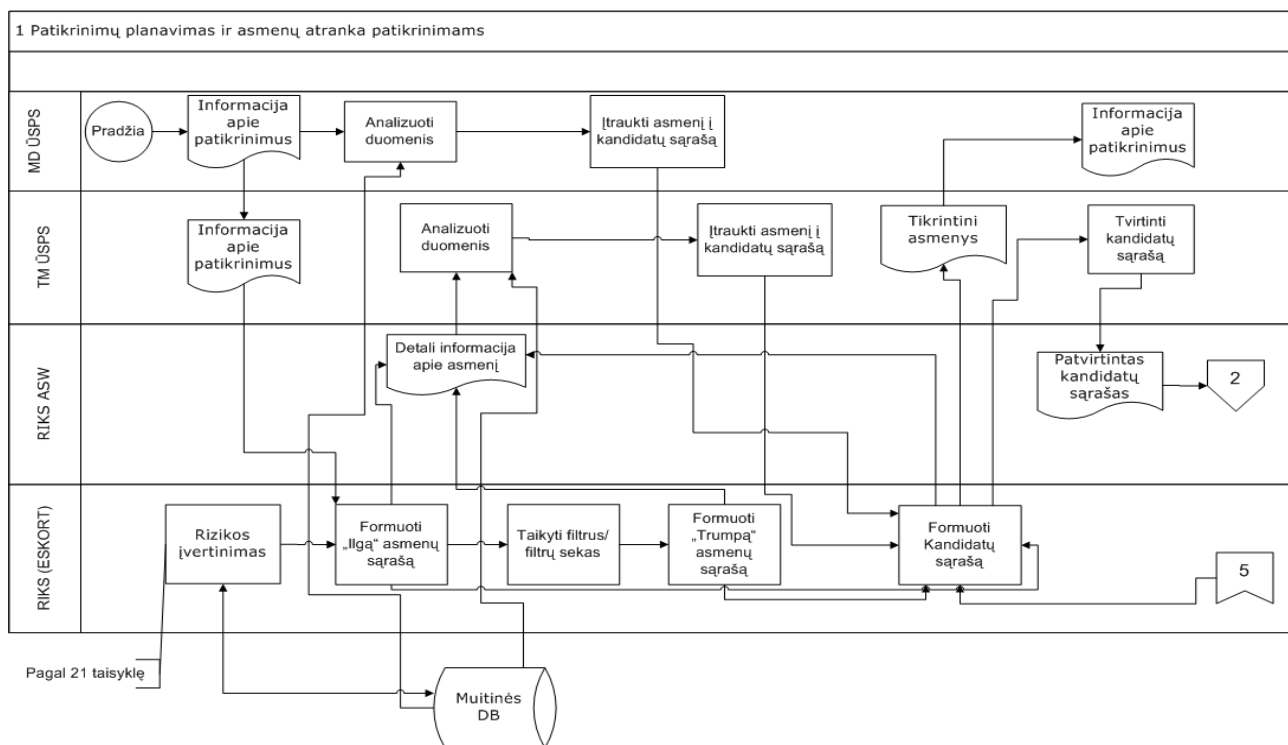 1 Patikrinimų planavimas ir asmenų atranka patikrinimams
MD ŪSPS
Pradžia
Informacija
apie
patikrinimus
Analizuoti
duomenis
Įtraukti asmenį į
kandidatų sąrašą
Informacija
apie
patikrinimus
TM ŪSPS
Informacija
apie
patikrinimus
Analizuoti
duomenis
Įtraukti asmenį į
kandidatų sąrašą
Tikrintini
asmenys
Tvirtinti
kandidatų
sąrašą
RIKS ASW
Detali informacija
apie asmenį
Patvirtintas
kandidatų
sąrašas
2
RIKS (ESKORT)
Rizikos
įvertinimas
Formuoti
„Ilgą“ asmenų
sąrašą
Taikyti filtrus/
filtrų sekas
Formuoti
„Trumpą“
asmenų
sąrašą
Formuoti
Kandidatų
sąrašą
5
Pagal 21 taisyklę
Muitinės
DB